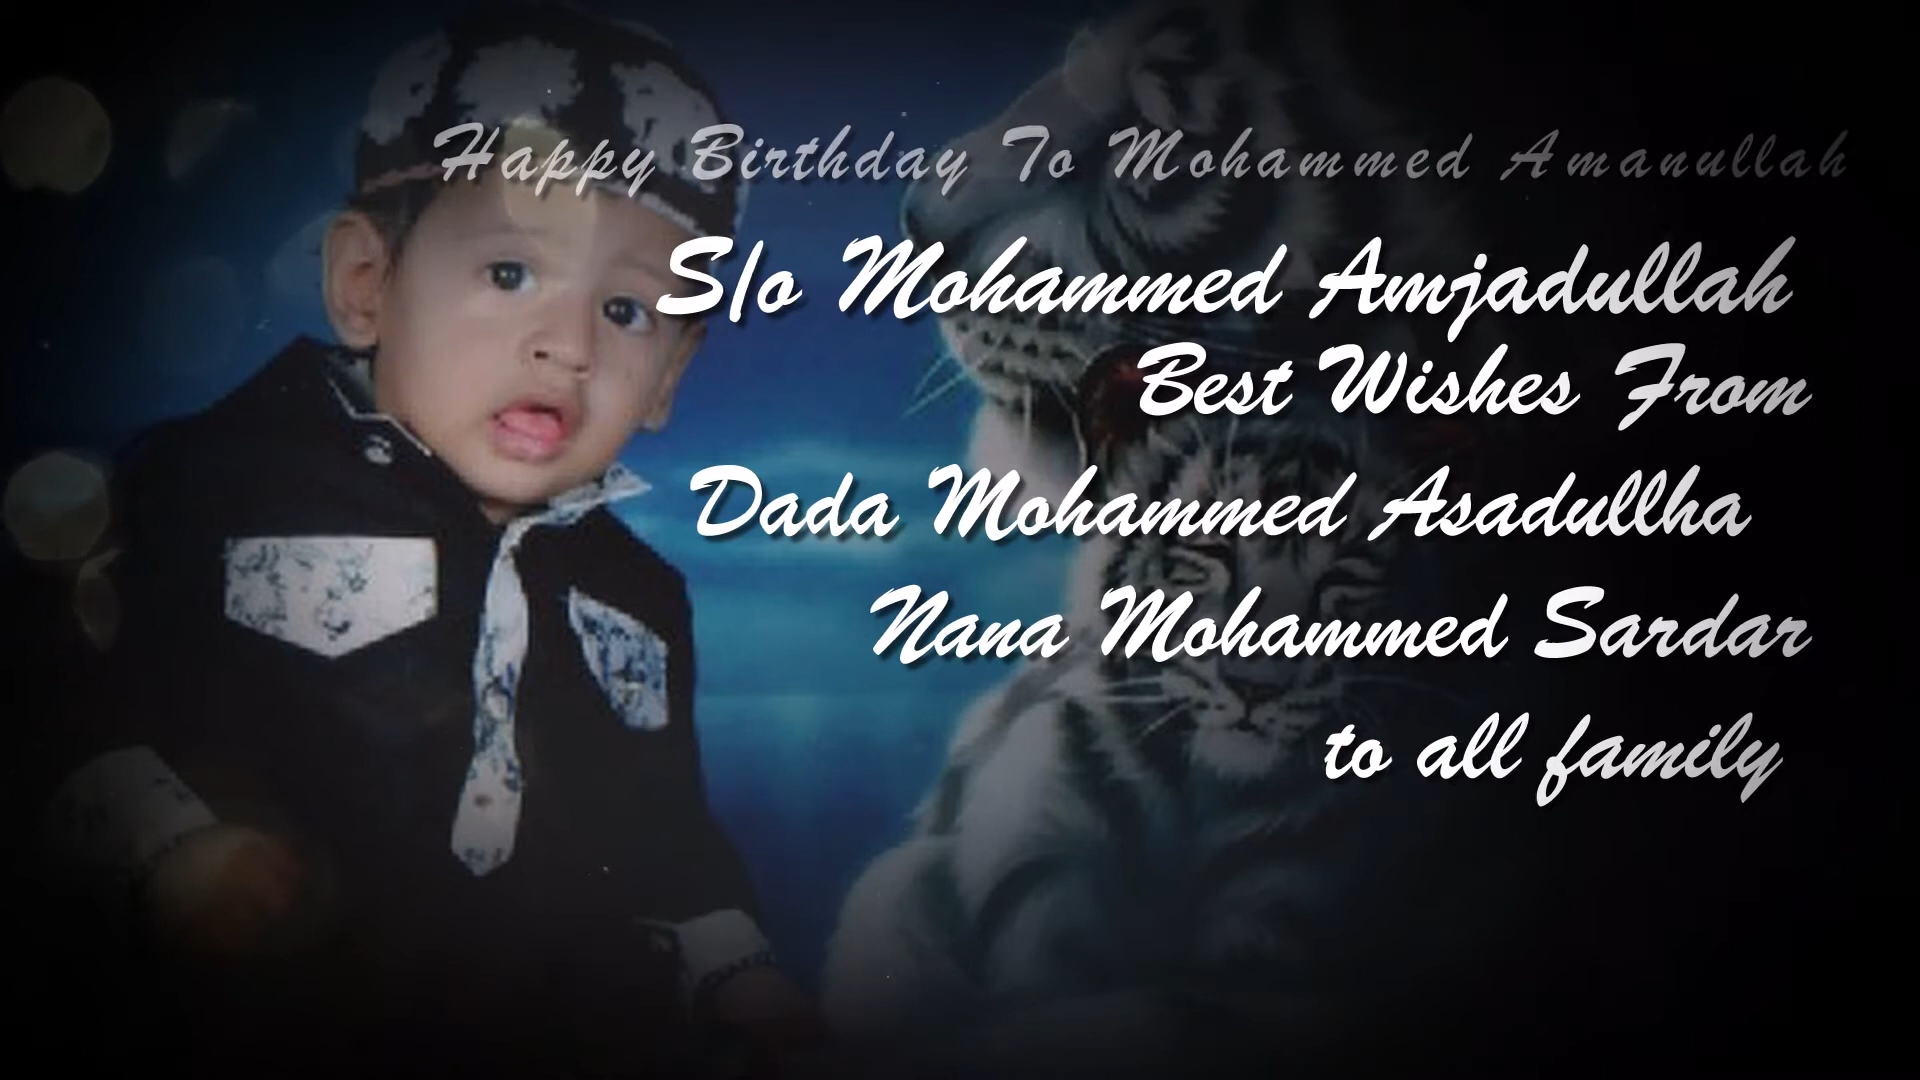 Happy Birthday To Mohammed Amanullah
S/o Mohammed Amjadullah
Best Wishes From
Dada Mohammed Asadullha
Nana Mohammed Sardar
to all family